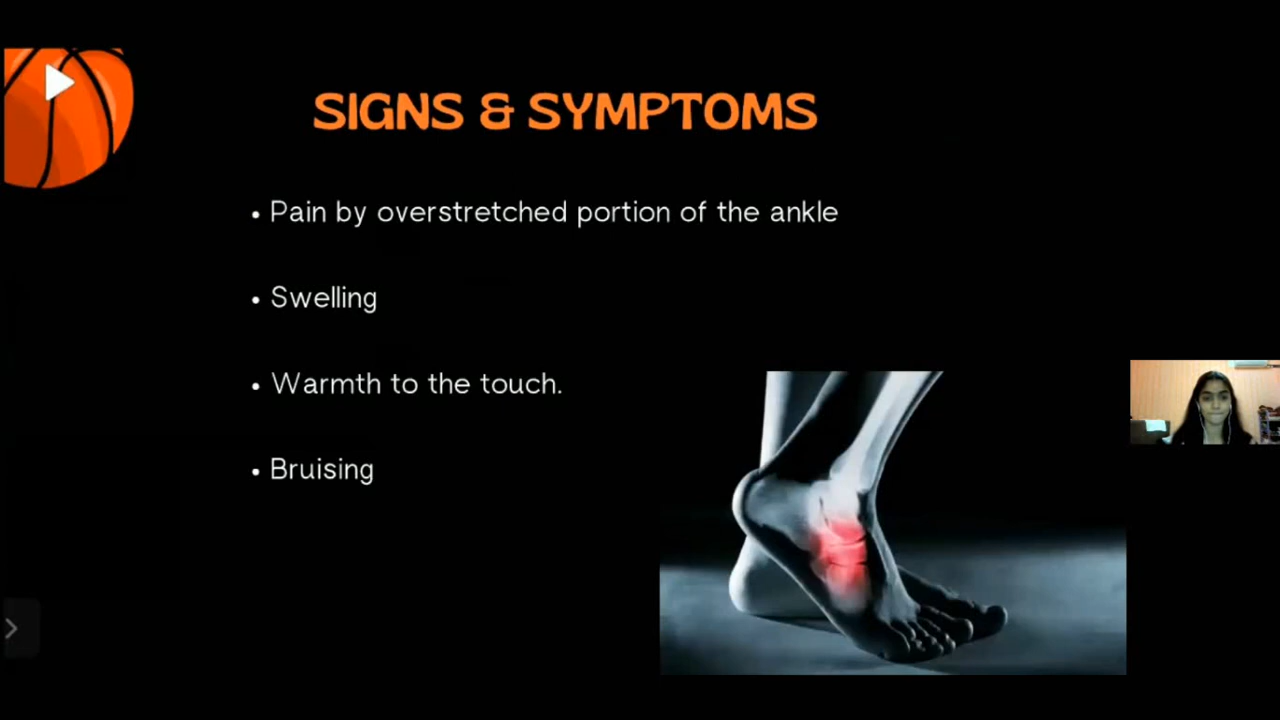 SIGNS & SYMPTOMS
• Pain by overstretched portion of the ankle
• Swelling
• Warmth to the touch.
• Bruising